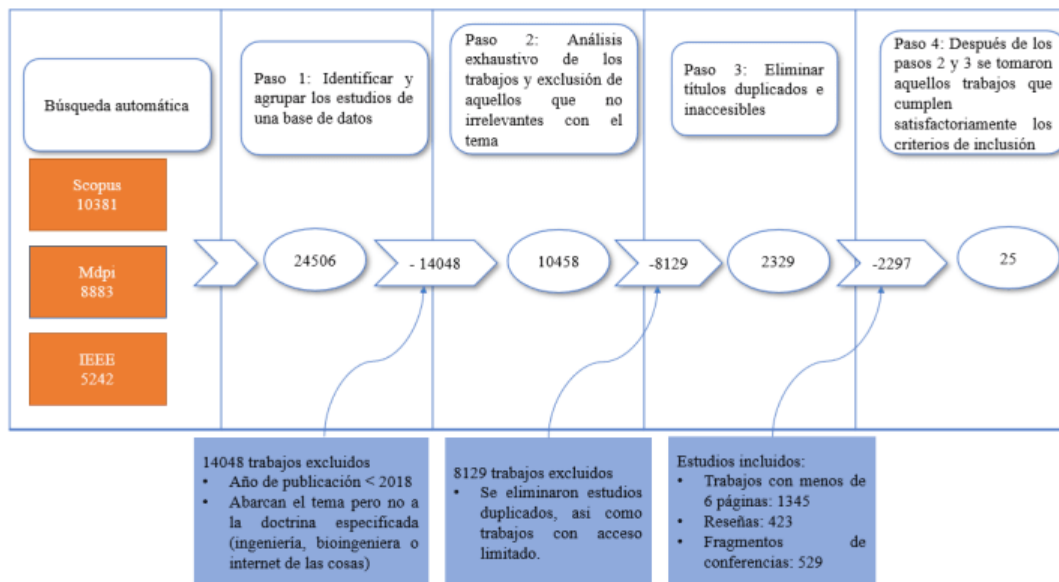 Búsqueda automática
Scopus
10381
Mdpi
8883
IEEE
5242
Paso 1: Identificar y
agrupar los estudios de
una base de datos
Paso 2: Análisis
exhaustivo de los
trabajos y exclusión de
aquellos que no
irrelevantes con el
tema
Paso 3: Eliminar
títulos duplicados e
inaccesibles
Paso 4: Después de los
pasos 2 y 3 se tomaron
aquellos trabajos que
cumplen
satisfactoriamente los
criterios de inclusión
24506
- 14048
10458
-8129
2329
-2297
25
14048 trabajos excluidos
• Año de publicación < 2018
• Abarcan el tema pero no a
la doctrina especificada
(ingeniería, bioingeniera o
internet de las cosas)
8129 trabajos excluidos
• Se eliminaron estudios
duplicados, así como
trabajos con acceso
limitado.
Estudios incluidos:
• Trabajos con menos de
6 páginas: 1345
• Reseñas: 423
• Fragmentos de
conferencias: 529